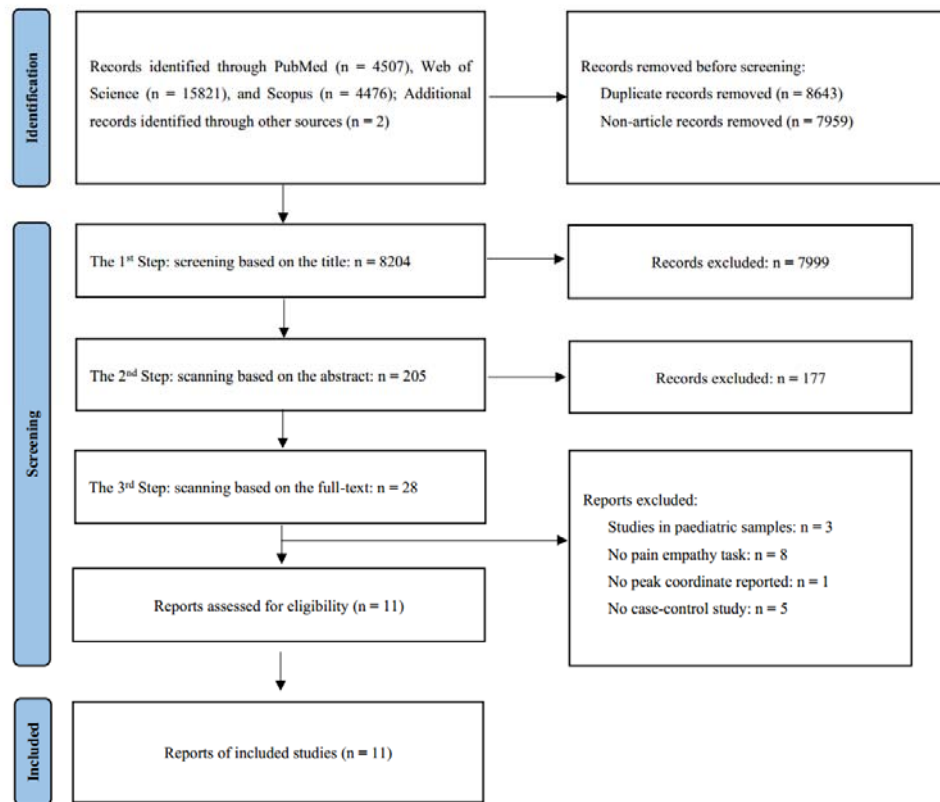 Identification
Records identified through PubMed (n = 4507), Web of
Science (n = 15821), and Scopus (n = 4476); Additional
records identified through other sources (n = 2)
Records removed before screening:
Duplicate records removed (n = 8643)
Non-article records removed (n = 7959)
Screening
The 1st Step: screening based on the title: n = 8204
Records excluded: n = 7999
The 2nd Step: scanning based on the abstract: n = 205
Records excluded: n = 177
The 3rd Step: scanning based on the full-text: n = 28
Reports excluded:
Studies in paediatric samples: n = 3
No pain empathy task: n = 8
No peak coordinate reported: n = 1
No case-control study: n = 5
Reports assessed for eligibility (n = 11)
Included
Reports of included studies (n = 11)